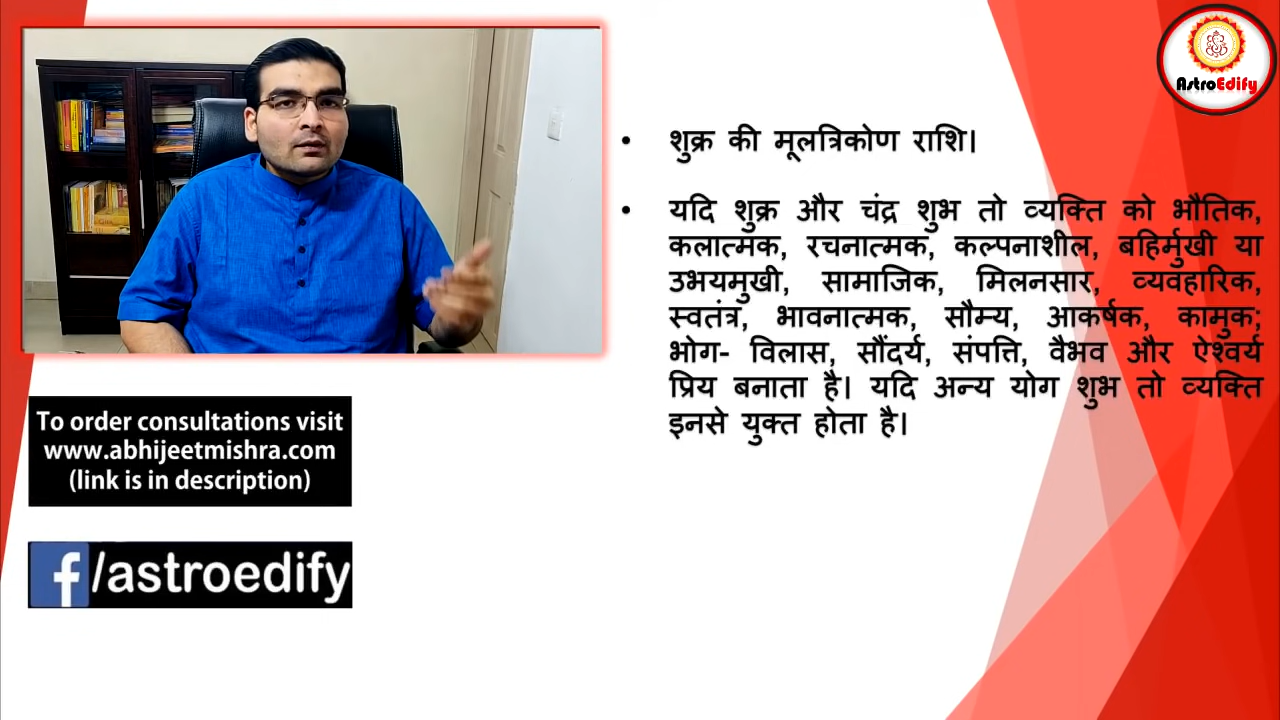 AstroEdify
• शुक्र की मूलत्रिकोण राशि।
• यदि शुक्र और चंद्र शुभ तो व्यक्ति को भौतिक,
कलात्मक, रचनात्मक, कल्पनाशील, बहिर्मुखी या
उभयमुखी, सामाजिक, मिलनसार, व्यवहारिक,
स्वतंत्र, भावनात्मक, सौम्य, आकर्षक, कामुक;
भोग- विलास, सौंदर्य, संपत्ति, वैभव और ऐश्वर्य
प्रिय बनाता है। यदि अन्य योग शुभ तो व्यक्ति
इनसे युक्त होता है।
To order consultations visit
www.abhijeetmishra.com
(link is in description)
f/astroedify